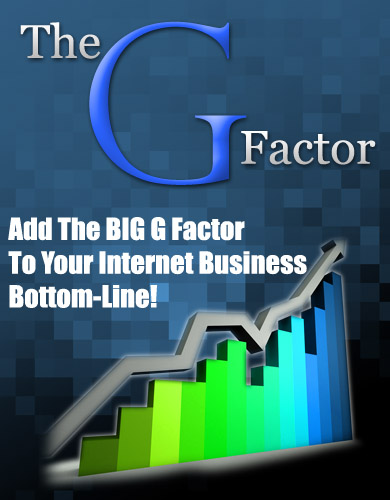 The
G
Factor
Add The BIG G Factor
To Your Internet Business
Bottom-Line!